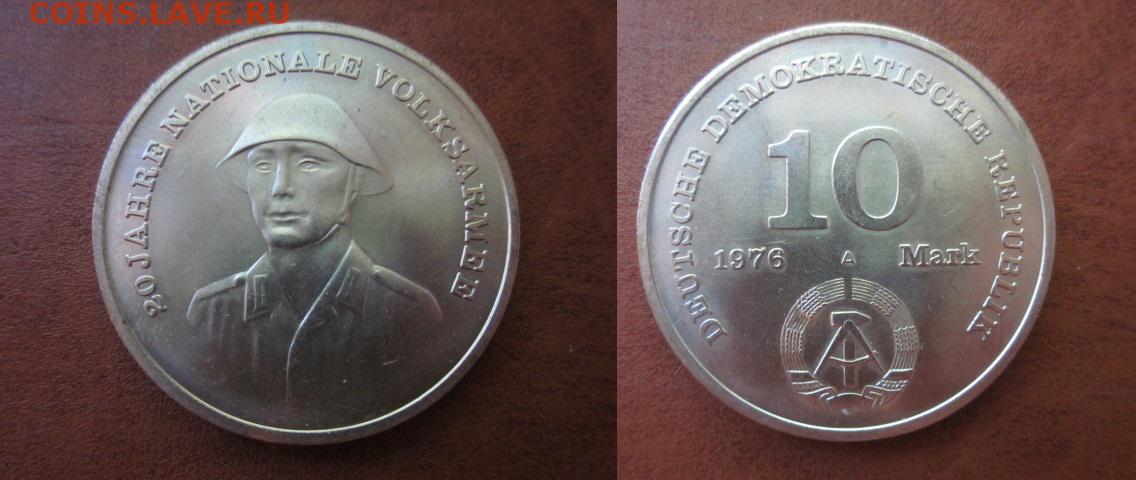 COINS.LAVE.RU
20 JAHRE NATIONALE VOLKSARMEE
DEUTSCHE DEMOKRATISCHE REPUBLIK
10
1976 A Mark